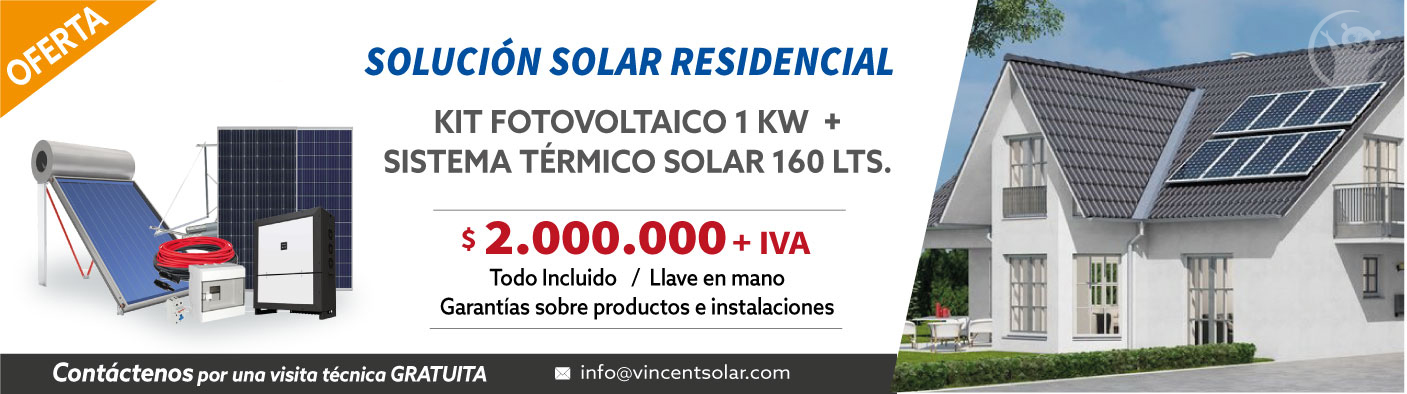 OFERTA
SOLUCIÓN SOLAR RESIDENCIAL
KIT FOTOVOLTAICO 1 KW +
SISTEMA TÉRMICO SOLAR 160 LTS.
$ 2.000.000 + IVA
Todo Incluido / Llave en mano
Garantías sobre productos e instalaciones
Contáctenos por una visita técnica GRATUITA
info@vincentsolar.com